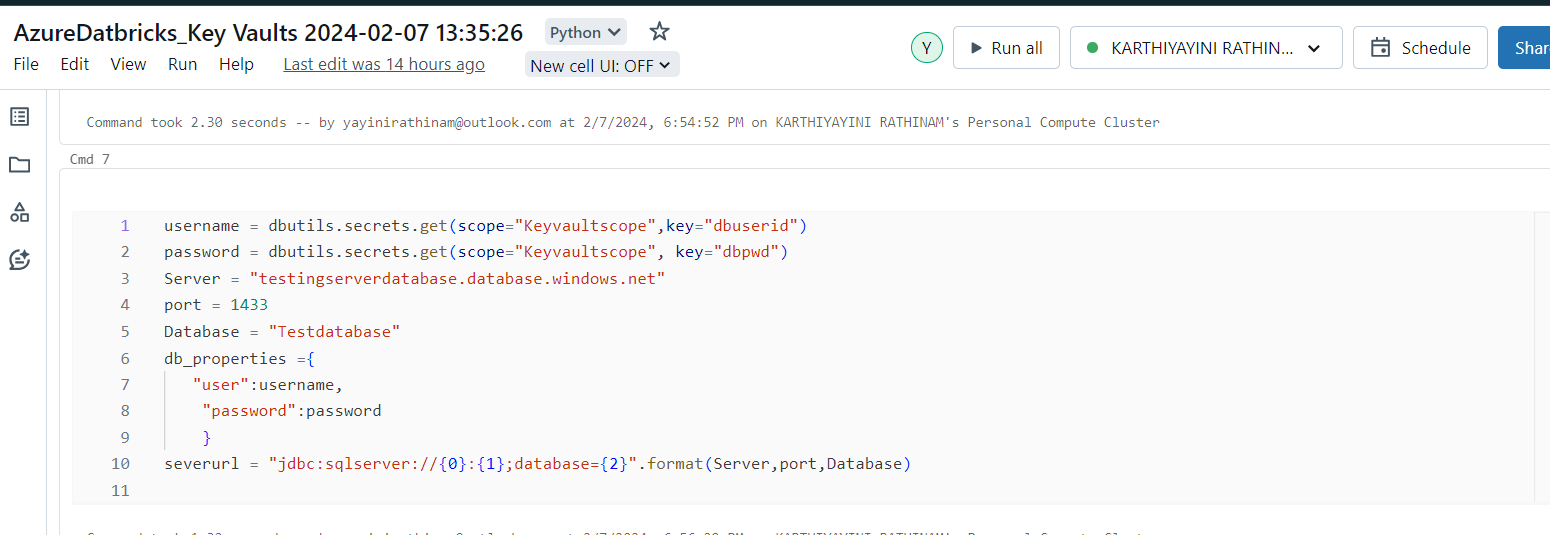 AzureDatbricks_Key Vaults 2024-02-07 13:35:26 Python
Y Run all KARTHIYAYINI RATHIN... Schedule Shar
File Edit View Run Help Last edit was 14 hours ago New cell UI: OFF
Command took 2.30 seconds -- by yayinirathinam@outlook.com at 2/7/2024, 6:54:52 PM on KARTHIYAYINI RATHINAM's Personal Compute Cluster
Cmd 7
1 username = dbutils.secrets.get(scope="Keyvaultscope",key="dbuserid")
2 password = dbutils.secrets.get(scope="Keyvaultscope", key="dbpwd")
3 Server = "testingserverdatabase.database.windows.net"
4 port = 1433
5 Database = "Testdatabase"
6 db_properties ={
7 "user":username,
8 "password":password
9 }
10 severurl = "jdbc:sqlserver://{0}:{1};database={2}".format(Server,port,Database)
11